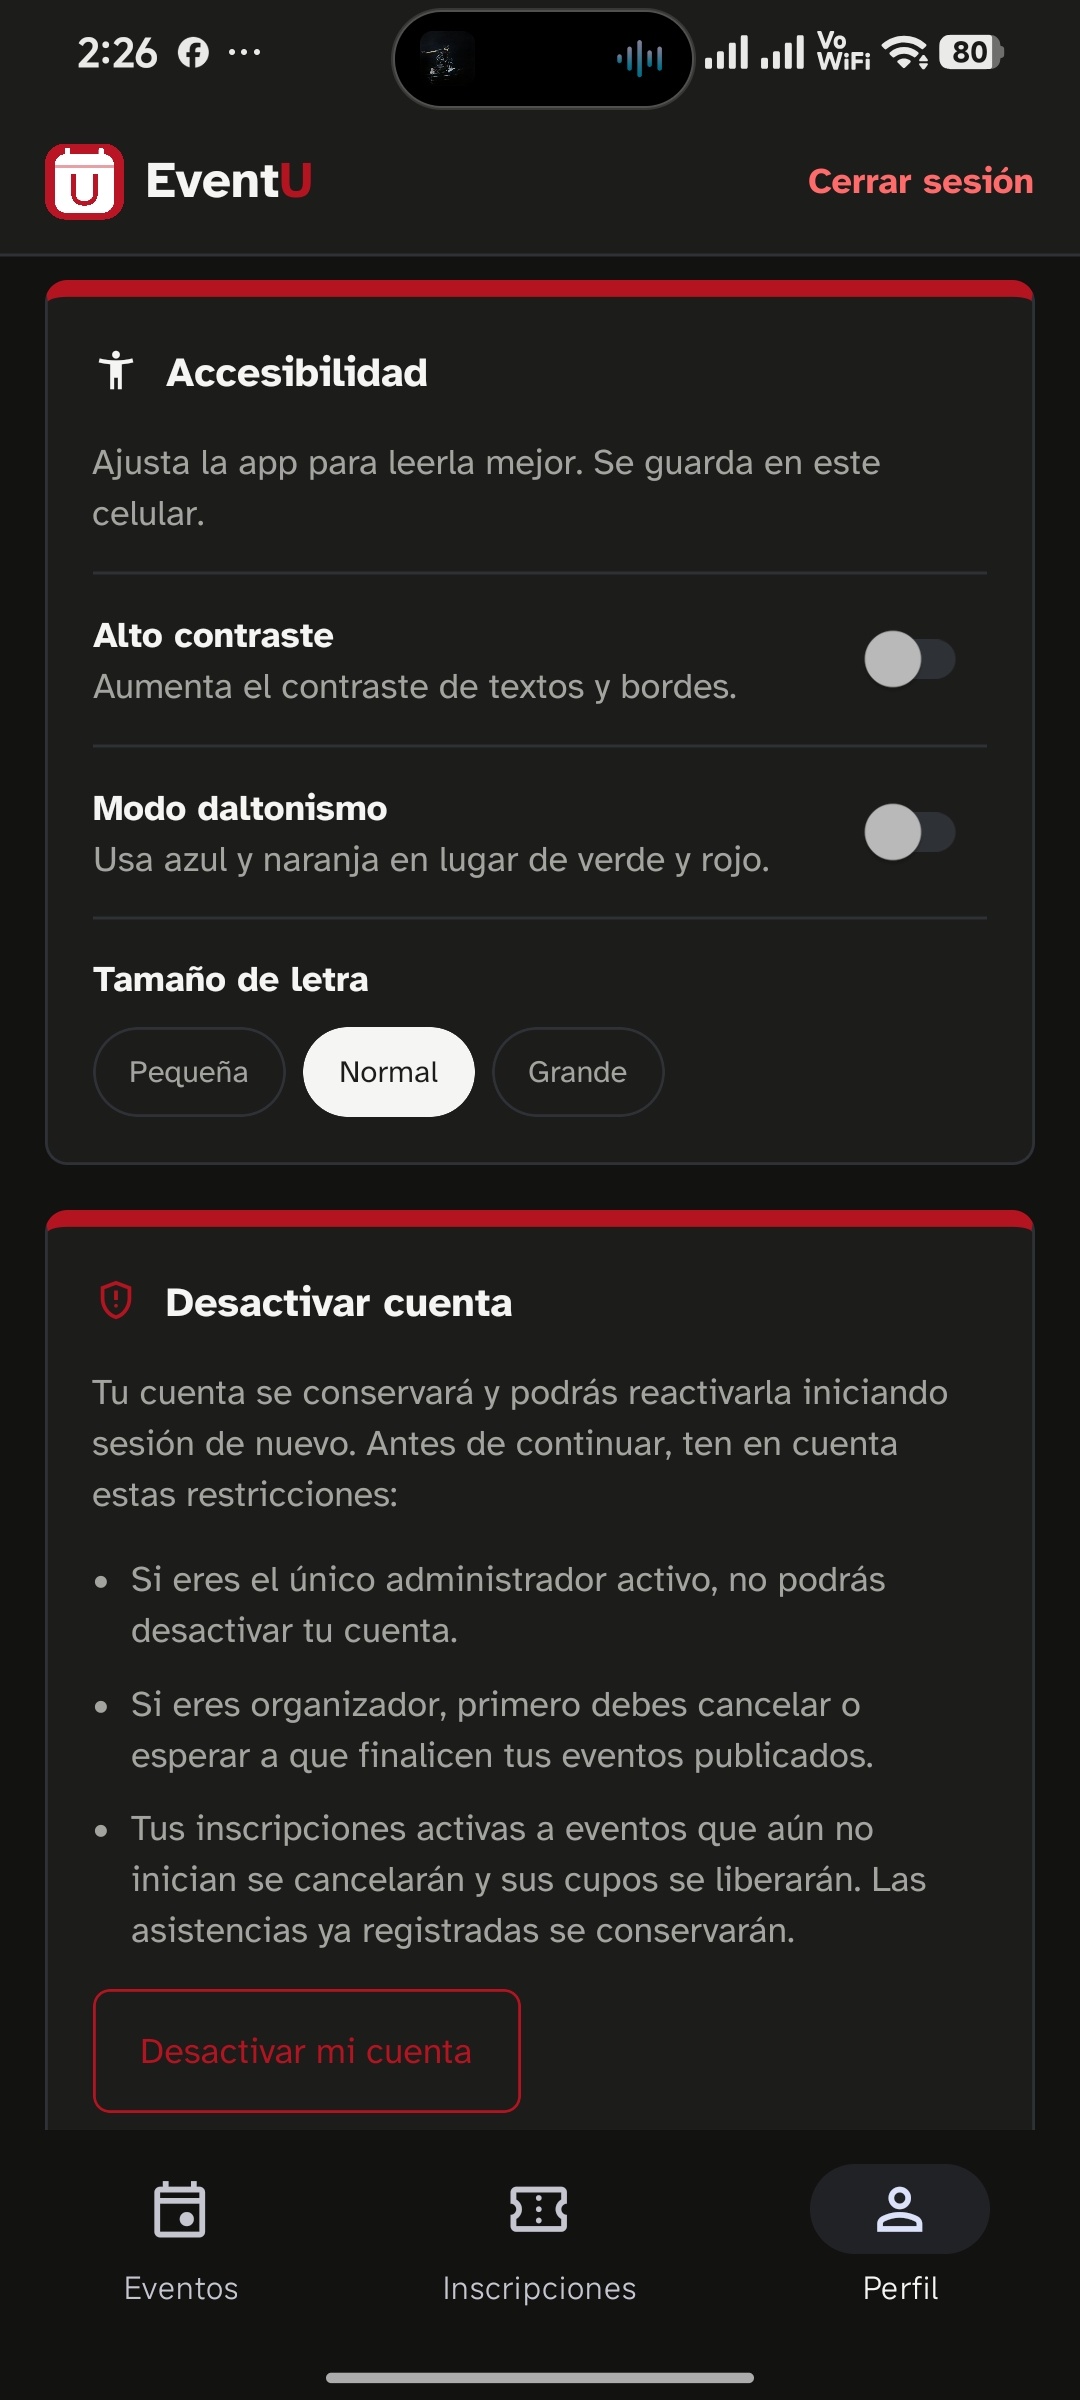 2:26
Vo
WiFi
80
EventU
Cerrar sesión
Accesibilidad
Ajusta la app para leerla mejor. Se guarda en este
celular.
Alto contraste
Aumenta el contraste de textos y bordes.
Modo daltonismo
Usa azul y naranja en lugar de verde y rojo.
Tamaño de letra
Pequeña
Normal
Grande
Desactivar cuenta
Tu cuenta se conservará y podrás reactivarla iniciando
sesión de nuevo. Antes de continuar, ten en cuenta
estas restricciones:
• Si eres el único administrador activo, no podrás
desactivar tu cuenta.
• Si eres organizador, primero debes cancelar o
esperar a que finalicen tus eventos publicados.
• Tus inscripciones activas a eventos que aún no
inician se cancelarán y sus cupos se liberarán. Las
asistencias ya registradas se conservarán.
Desactivar mi cuenta
Eventos
Inscripciones
Perfil